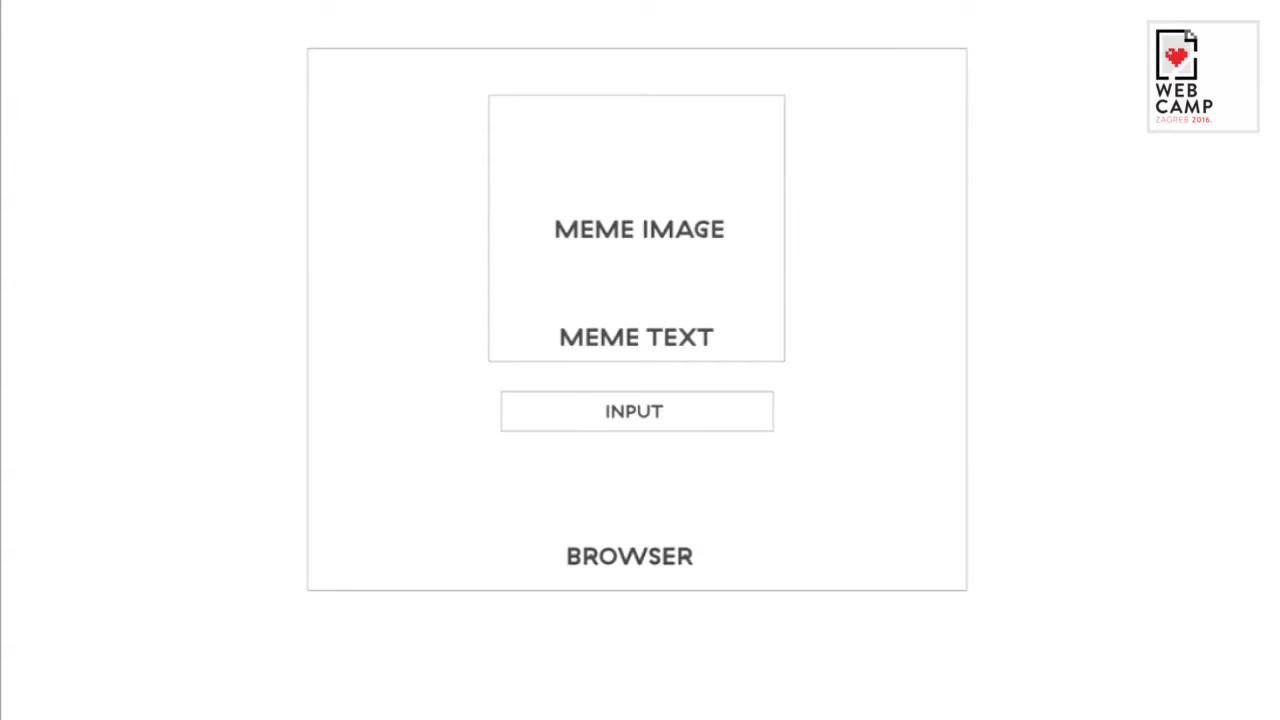 WEB
CAMP
ZAGREB 2016.
MEME IMAGE
MEME TEXT
INPUT
BROWSER